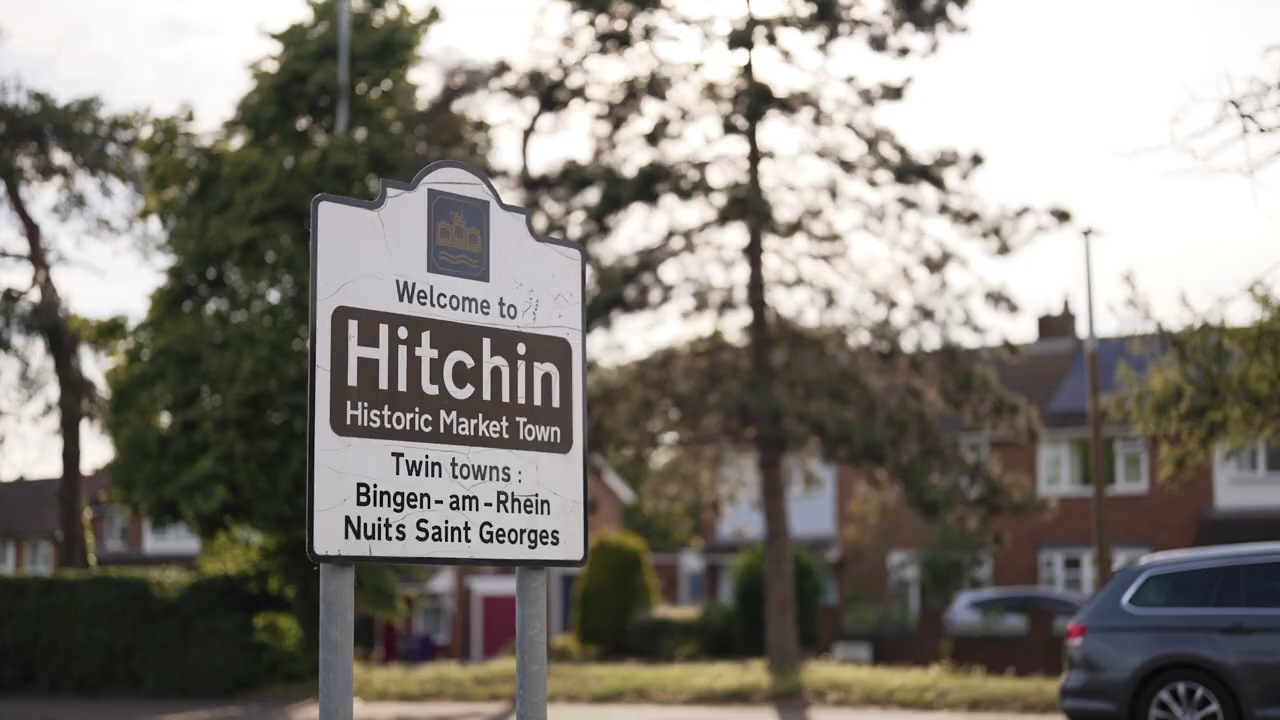 Welcome to
Hitchin
Historic Market Town
Twin towns :
Bingen-am-Rhein
Nuits Saint Georges